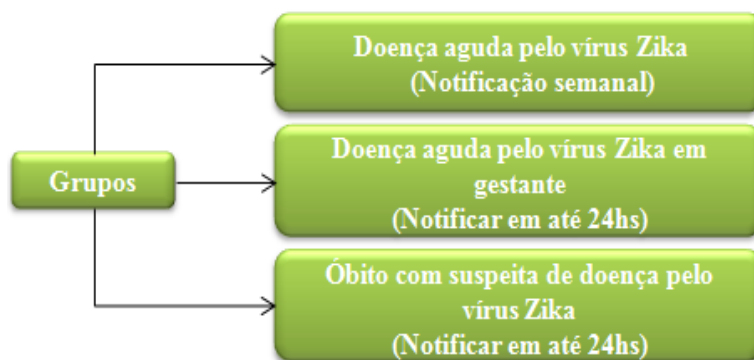 Doença aguda pelo vírus Zika
(Notificação semanal)
Grupos
Doença aguda pelo vírus Zika em
gestante
(Notificar em até 24hs)
Óbito com suspeita de doença pelo
vírus Zika
(Notificar em até 24hs)